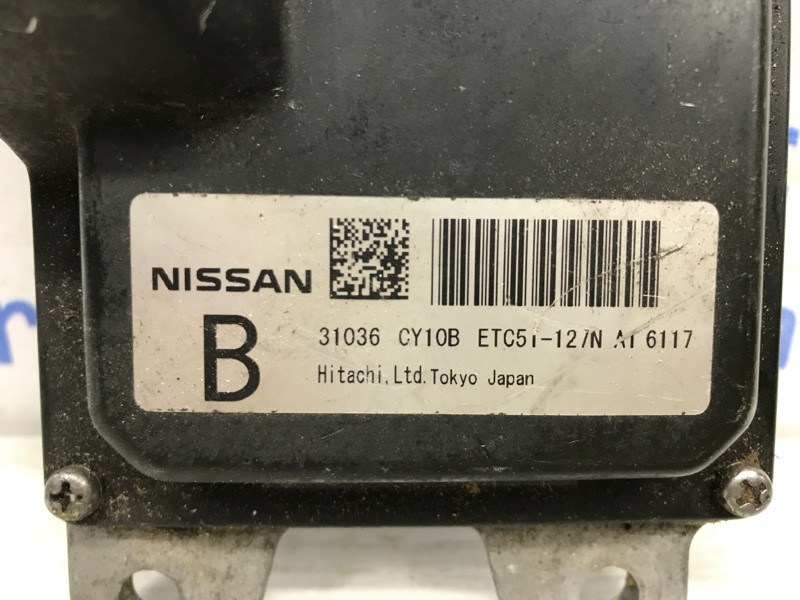 NISSAN
B
31036 CY10B ETC51-127N A1 6117
Hitachi,Ltd.Tokyo Japan